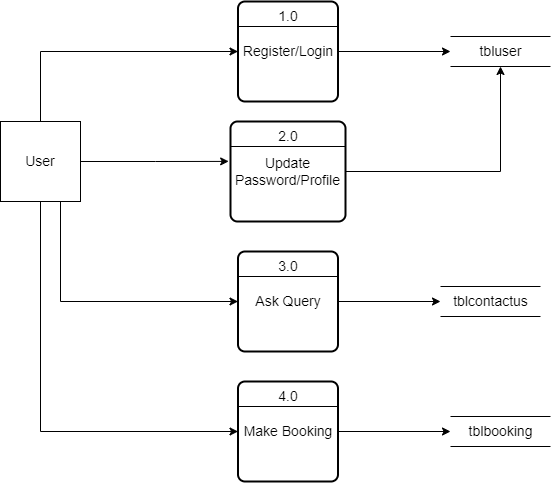 1.0
Register/Login
tbluser
2.0
User
Update
Password/Profile
3.0
Ask Query
tblcontactus
4.0
Make Booking
tblbooking